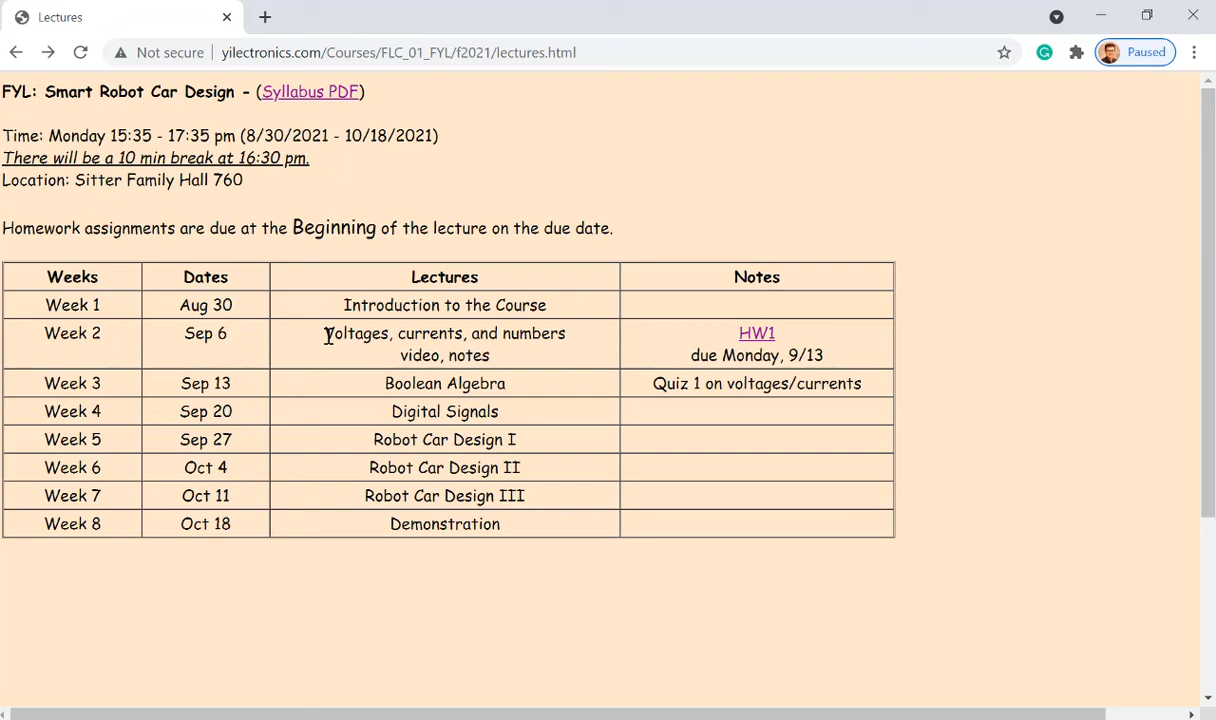 Lectures
Not secure
yilectronics.com/Courses/FLC_01_FYL/f2021/lectures.html
Paused
FYL: Smart Robot Car Design - (Syllabus PDF)
Time: Monday 15:35 - 17:35 pm (8/30/2021 - 10/18/2021)
There will be a 10 min break at 16:30 pm.
Location: Sitter Family Hall 760
Homework assignments are due at the Beginning of the lecture on the due date.
Weeks Dates Lectures Notes
Week 1 Aug 30 Introduction to the Course
Week 2 Sep 6 Voltages, currents, and numbers HW1
video, notes due Monday, 9/13
Week 3 Sep 13 Boolean Algebra Quiz 1 on voltages/currents
Week 4 Sep 20 Digital Signals
Week 5 Sep 27 Robot Car Design I
Week 6 Oct 4 Robot Car Design II
Week 7 Oct 11 Robot Car Design III
Week 8 Oct 18 Demonstration